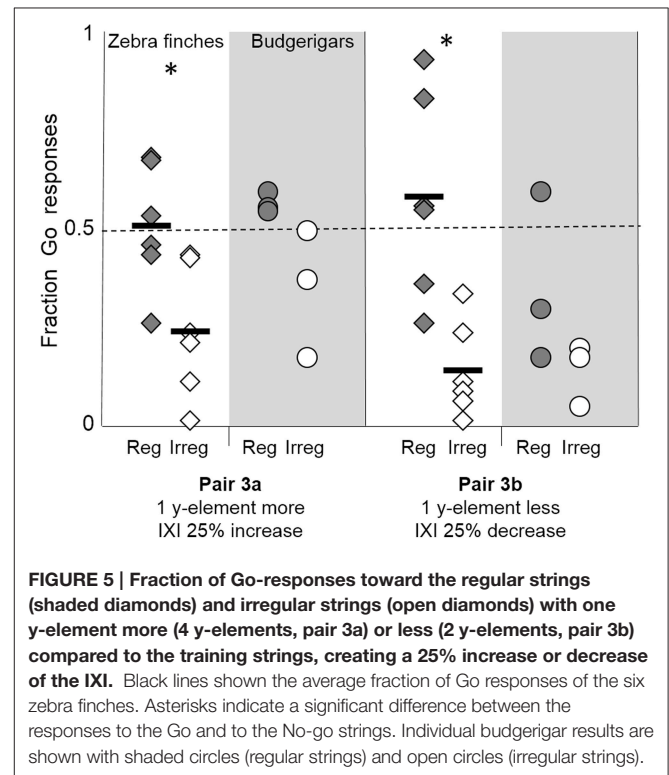 1
Zebra finches
Budgerigars
*
*
Fraction Go responses
0.5
0
Reg Irreg
Reg Irreg
Reg Irreg
Reg Irreg
Pair 3a
1 y-element more
IXI 25% increase
Pair 3b
1 y-element less
IXI 25% decrease
FIGURE 5 | Fraction of Go-responses toward the regular strings
(shaded diamonds) and irregular strings (open diamonds) with one
y-element more (4 y-elements, pair 3a) or less (2 y-elements, pair 3b)
compared to the training strings, creating a 25% increase or decrease
of the IXI. Black lines shown the average fraction of Go responses of the six
zebra finches. Asterisks indicate a significant difference between the
responses to the Go and to the No-go strings. Individual budgerigar results are
shown with shaded circles (regular strings) and open circles (irregular strings).